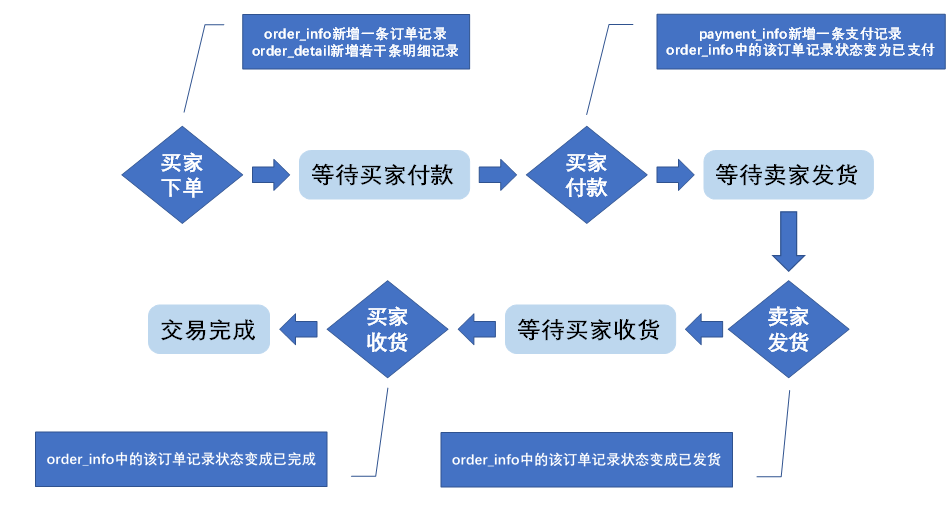 order_info新增一条订单记录
order_detail新增若干条明细记录
payment_info新增一条支付记录
order_info中的该订单记录状态变为已支付
买家
下单
等待买家付款
买家
付款
等待卖家发货
卖家
发货
等待买家收货
买家
收货
交易完成
order_info中的该订单记录状态变成已完成
order_info中的该订单记录状态变成已发货